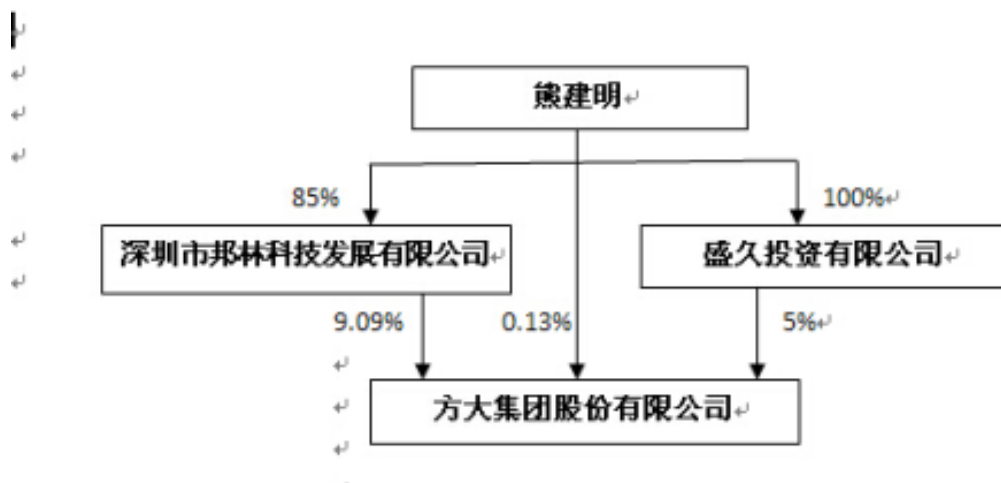 熊建明
85%
100%
深圳市邦林科技发展有限公司
盛久投资有限公司
9.09%
0.13%
5%
方大集团股份有限公司